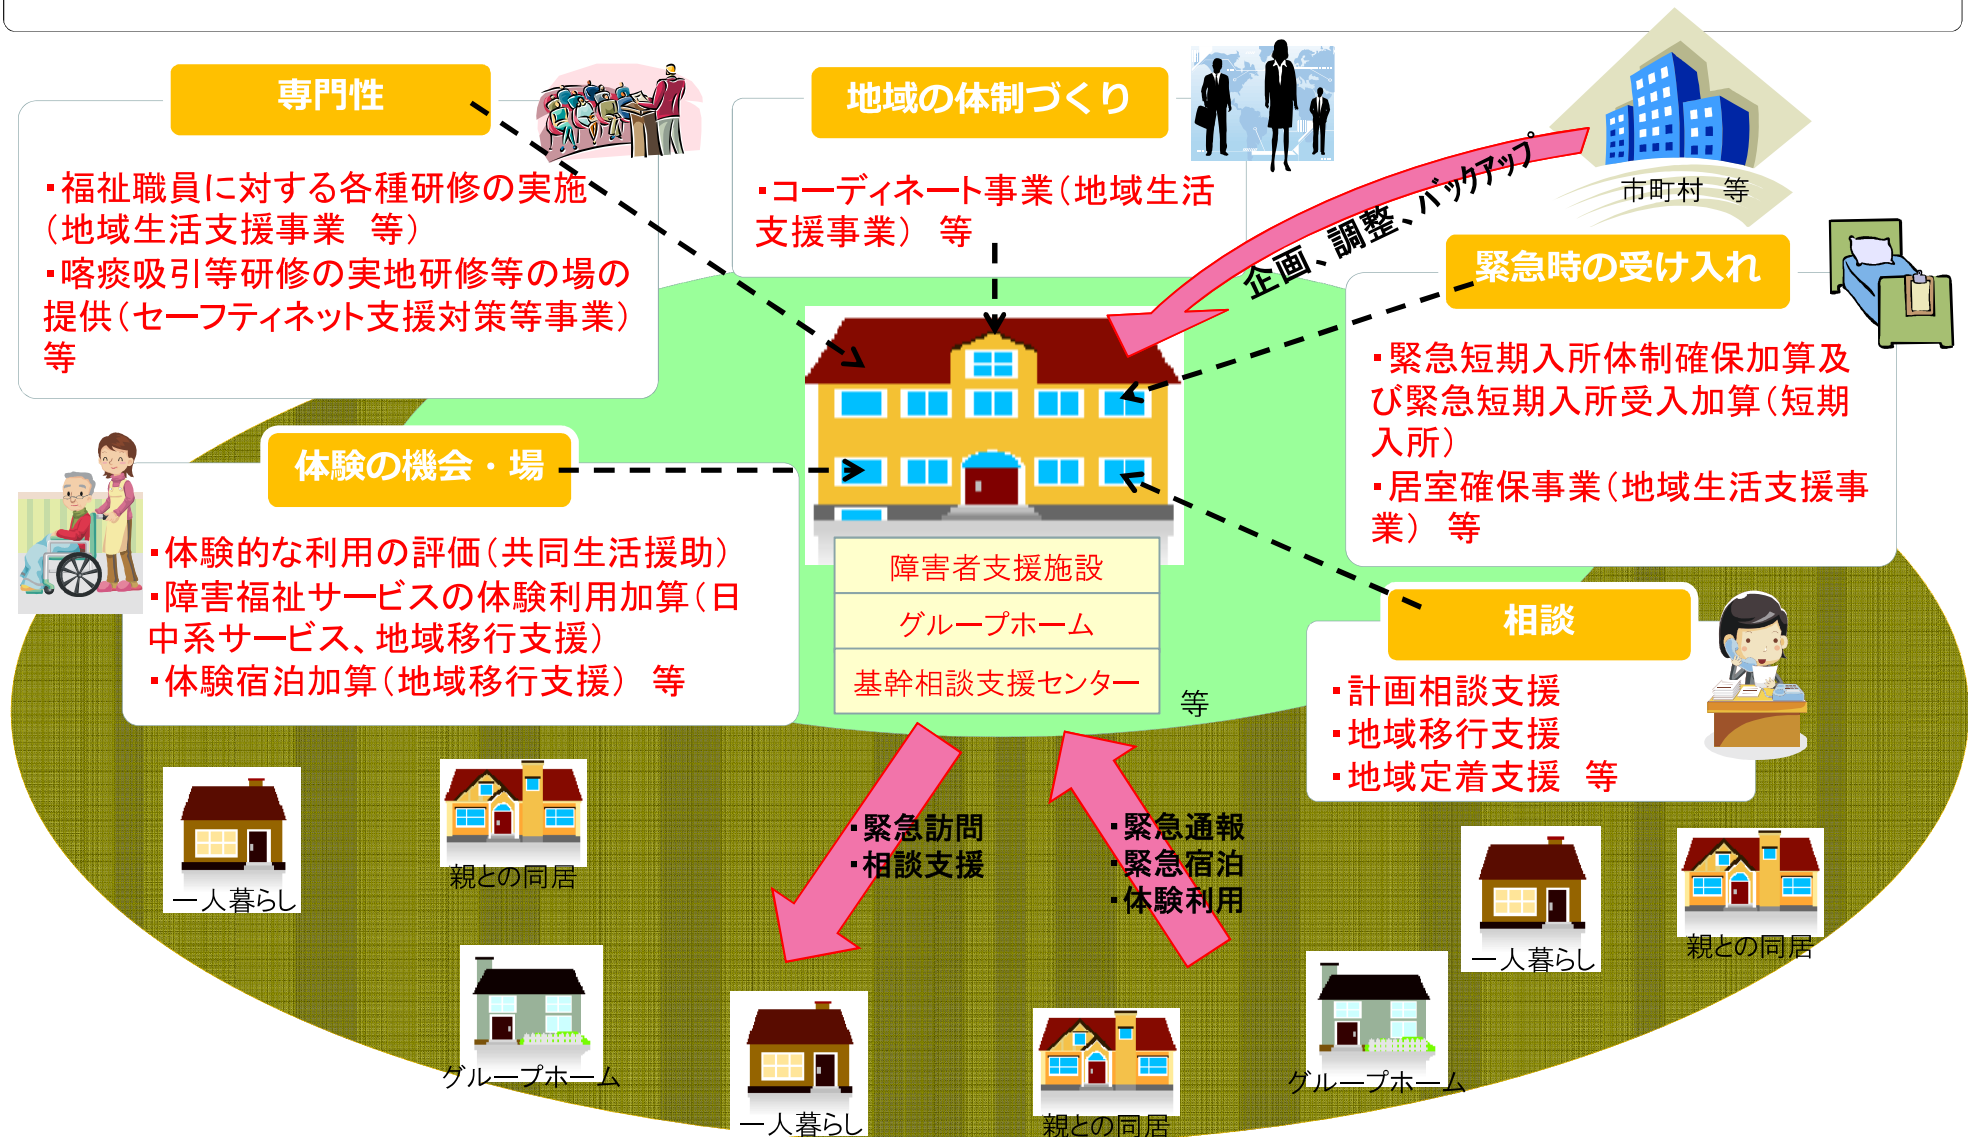 専門性
・福祉職員に対する各種研修の実施
（地域生活支援事業　等）
・喀痰吸引等研修の実地研修等の場の
提供（セーフティネット支援対策等事業）
等
地域の体制づくり
・コーディネート事業（地域生活
支援事業）　等
市町村　等
企画、調整、バックアップ
緊急時の受け入れ
・緊急短期入所体制確保加算及
び緊急短期入所受入加算（短期
入所）
・居室確保事業（地域生活支援事
業）　等
体験の機会・場
・体験的な利用の評価（共同生活援助）
・障害福祉サービスの体験利用加算（日
中系サービス、地域移行支援）
・体験宿泊加算（地域移行支援）　等
障害者支援施設
グループホーム
基幹相談支援センター
等
相談
・計画相談支援
・地域移行支援
・地域定着支援　等
・緊急訪問
・相談支援
・緊急通報
・緊急宿泊
・体験利用
一人暮らし
親との同居
グループホーム
一人暮らし
親との同居
グループホーム
一人暮らし
親との同居